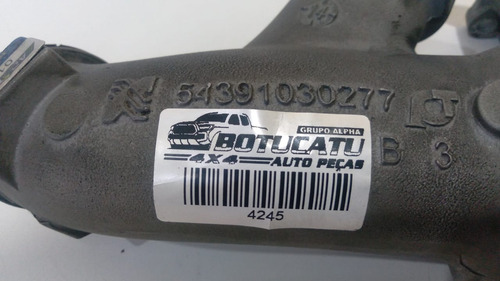 54391030277
GRUPO ALPHA
BOTUCATU
4X4
AUTO PEÇAS
B 3
4245